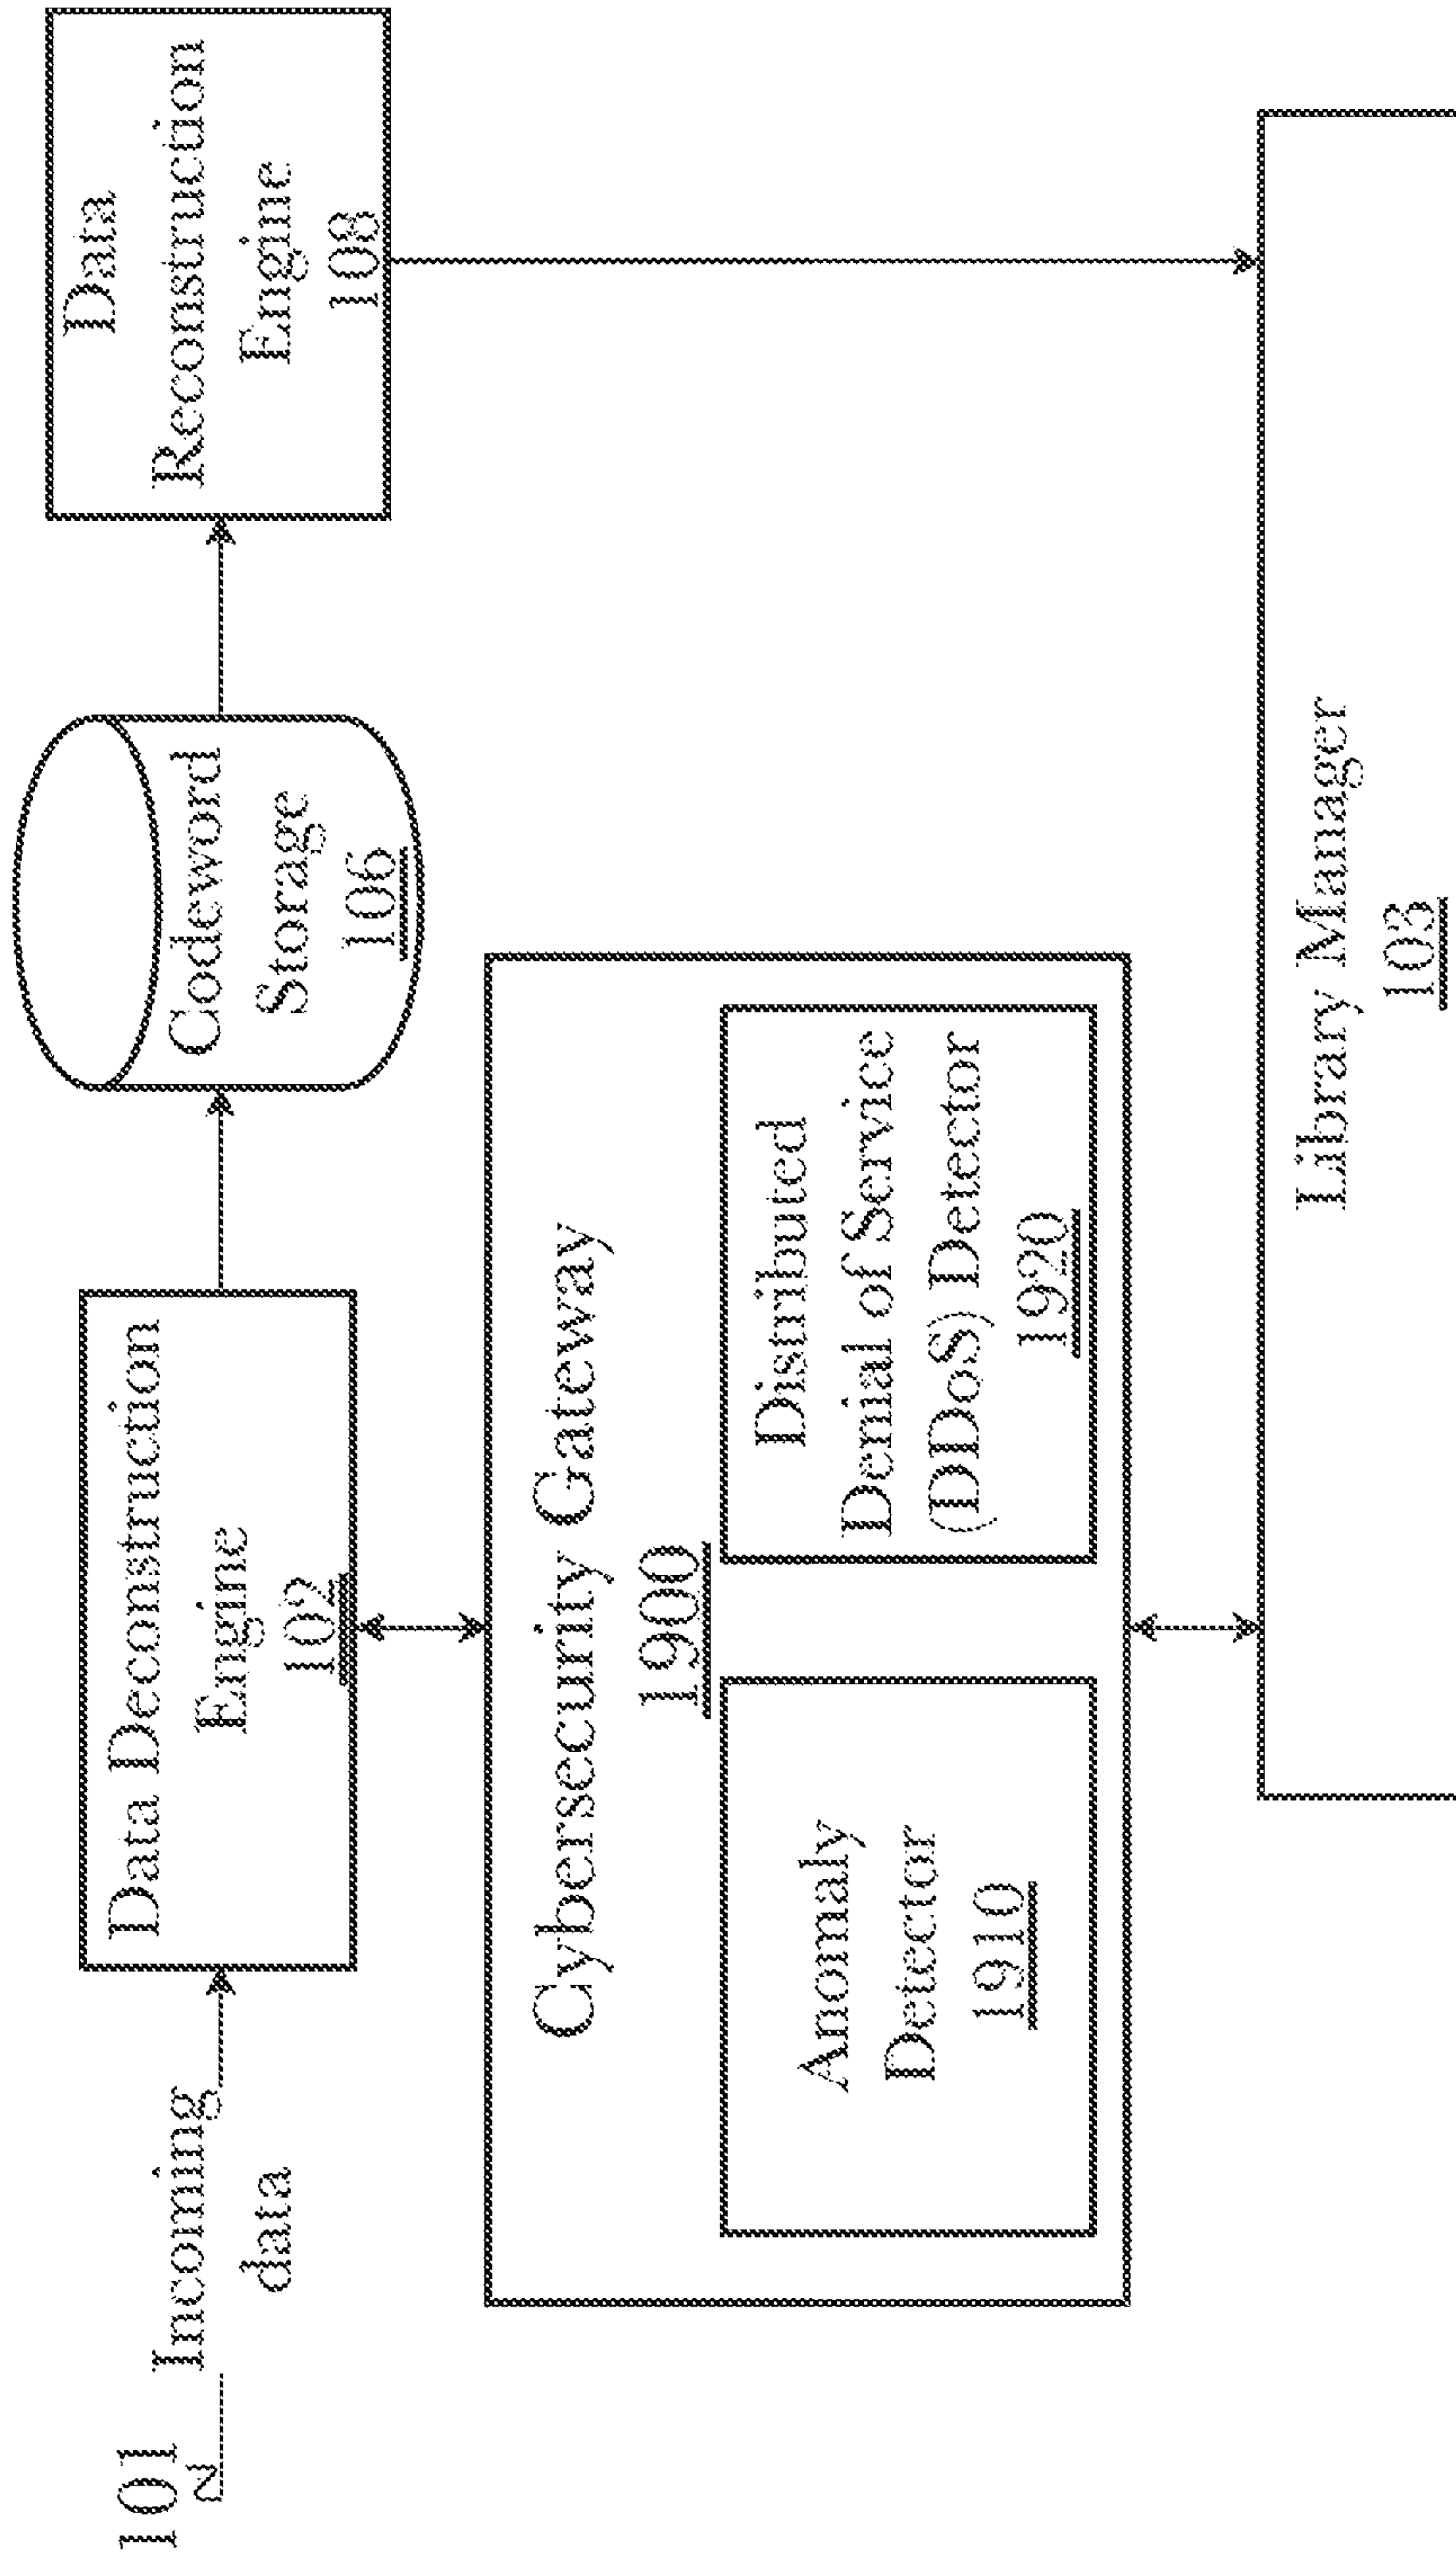 101
Incoming
data
Data Deconstruction
Engine
102
Codeword
Storage
106
Data
Reconstruction
Engine
108
Cybersecurity Gateway
1900
Anomaly
Detector
1910
Distributed
Denial of Service
(DDoS) Detector
1920
Library Manager
103